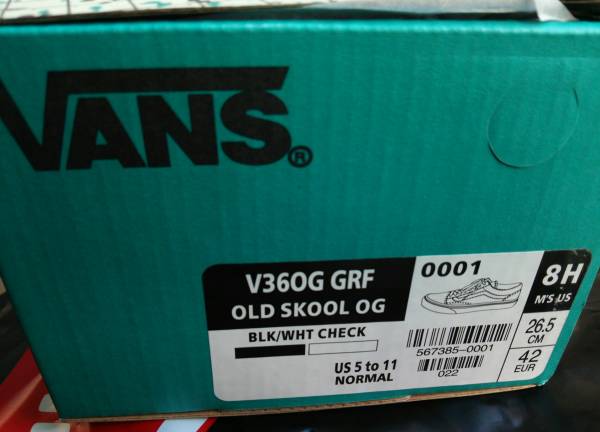 VANS®
V36OG GRF
OLD SKOOL OG
BLK/WHT CHECK
US 5 to 11
NORMAL
0001
567385-0001
022
8H
M'S US
26.5
CM
42
EUR